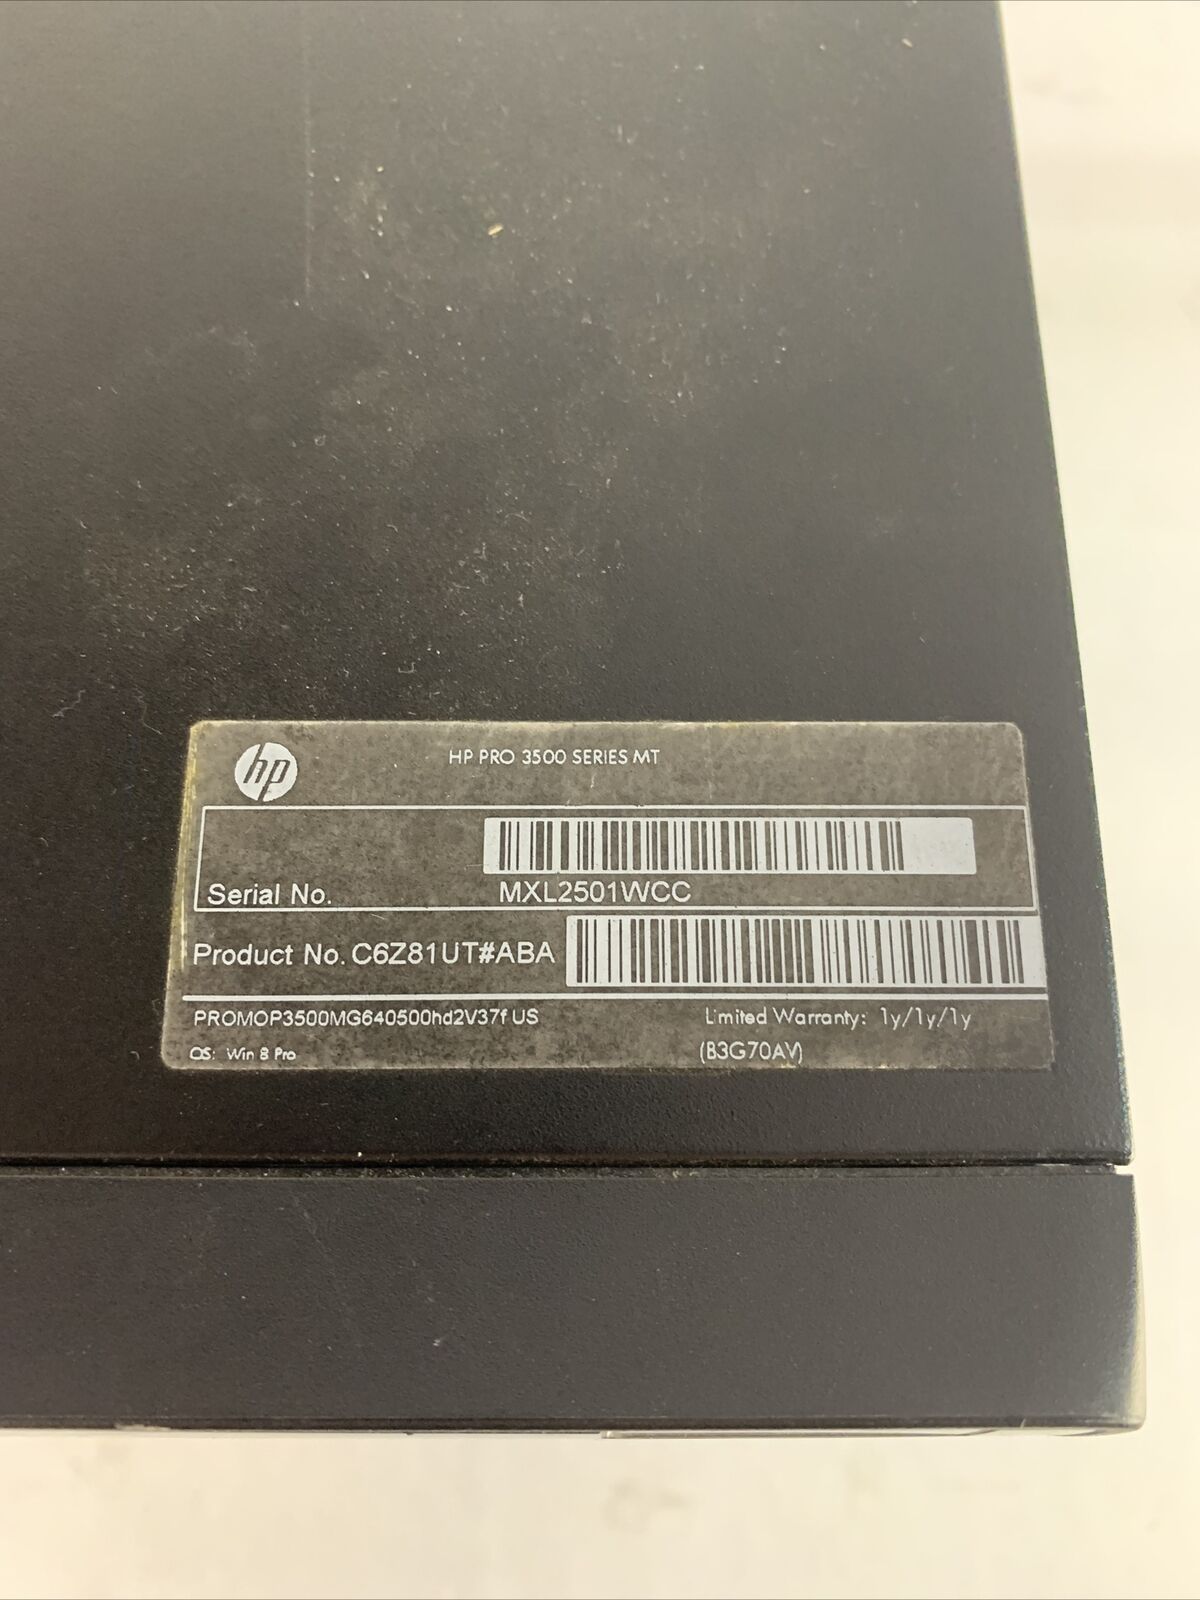 hp
HP PRO 3500 SERIES MT
Serial No. MXL2501WCC
Product No. C6Z81UT#ABA
PROMOP3500MG640500hd2V37f US
Limited Warranty: 1y/1y/1y
OS: Win 8 Pro
(B3G70AV)